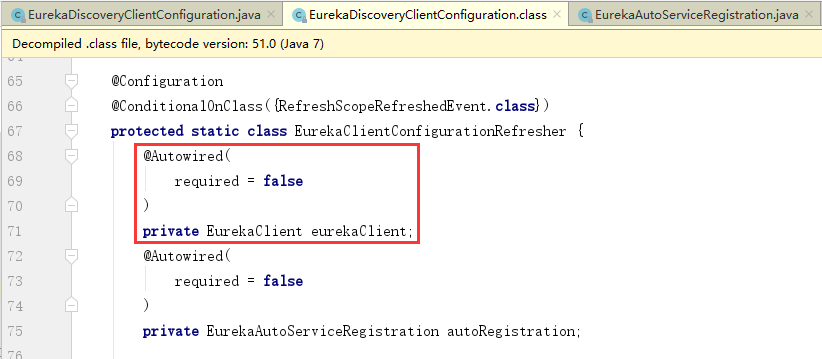 EurekaDiscoveryClientConfiguration.java
EurekaDiscoveryClientConfiguration.class
EurekaAutoServiceRegistration.java
Decompiled .class file, bytecode version: 51.0 (Java 7)
64
65 @Configuration
66 @ConditionalOnClass({RefreshScopeRefreshedEvent.class})
67 protected static class EurekaClientConfigurationRefresher {
68 @Autowired(
69 required = false
70 )
71 private EurekaClient eurekaClient;
72 @Autowired(
73 required = false
74 )
75 private EurekaAutoServiceRegistration autoRegistration;
76